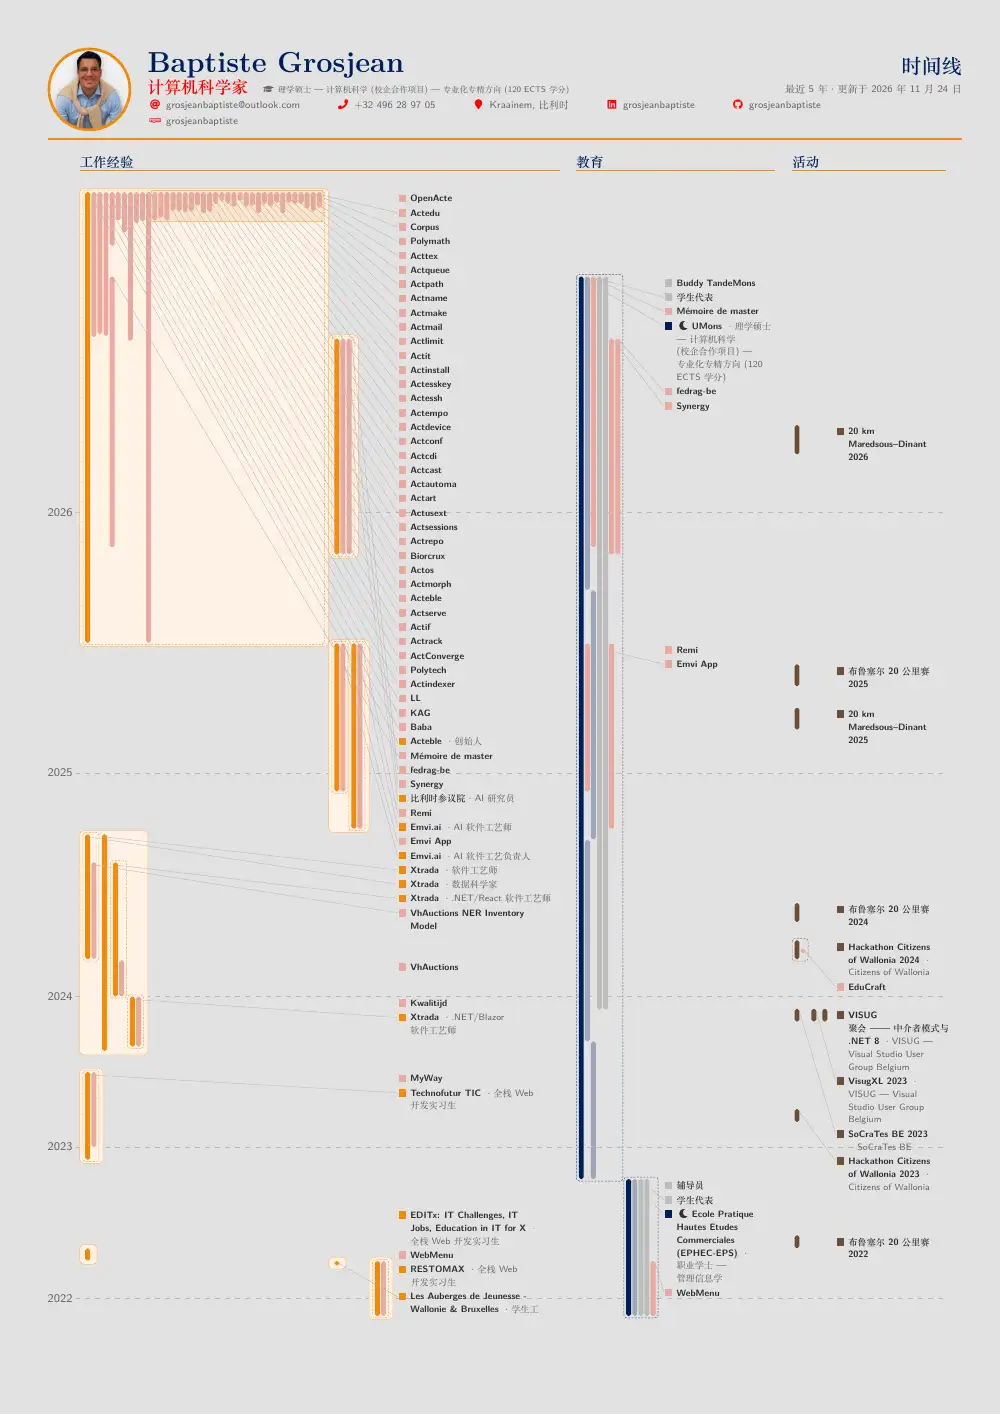 Baptiste Grosjean
时间线
计算机科学家
理学硕士 — 计算机科学 (校企合作项目) — 专业化专精方向 (120 ECTS 学分)
最近 5 年 · 更新于 2026 年 11 月 24 日
grosjeanbaptiste@outlook.com
+32 496 28 97 05
Kraainem, 比利时
grosjeanbaptiste
grosjeanbaptiste
grosjeanbaptiste
工作经验
OpenActe
Actedu
Corpus
Polymath
Acttex
Actqueue
Actpath
Actname
Actmake
Actmail
Actlimit
Actit
Actinstall
Actesskey
Actessh
Actempo
Actdevice
Actconf
Actcdi
Actcast
Actautoma
Actart
Actusext
Actsessions
Actrepo
Biorcrux
Actos
Actmorph
Acteble
Actserve
Actif
Actrack
ActConverge
Polytech
Actindexer
LL
KAG
Baba
Acteble · 创始人
Mémoire de master
fedrag-be
Synergy
比利时参议院 · AI 研究员
Remi
Emvi.ai · AI 软件工艺师
Emvi App
Emvi.ai · AI 软件工艺负责人
Xtrada · 软件工艺师
Xtrada · 数据科学家
Xtrada · .NET/React 软件工艺师
VhAuctions NER Inventory
Model
VhAuctions
Kwalitijd
Xtrada · .NET/Blazor
软件工艺师
MyWay
Technofutur TIC · 全栈 Web
开发实习生
EDITx: IT Challenges, IT
Jobs, Education in IT for X ·
全栈 Web 开发实习生
WebMenu
RESTOMAX · 全栈 Web
开发实习生
Les Auberges de Jeunesse -
Wallonie & Bruxelles · 学生工
2026
2025
2024
2023
2022
教育
Buddy TandeMons
学生代表
Mémoire de master
UMons · 理学硕士
— 计算机科学
(校企合作项目) —
专业化专精方向 (120
ECTS 学分)
fedrag-be
Synergy
Remi
Emvi App
辅导员
学生代表
Ecole Pratique
Hautes Etudes
Commerciales
(EPHEC-EPS) ·
职业学士 —
管理信息学
WebMenu
活动
20 km
Maredsous–Dinant
2026
布鲁塞尔 20 公里赛
2025
20 km
Maredsous–Dinant
2025
布鲁塞尔 20 公里赛
2024
Hackathon Citizens
of Wallonia 2024 ·
Citizens of Wallonia
EduCraft
VISUG
聚会 —— 中介者模式与
.NET 8 · VISUG —
Visual Studio User
Group Belgium
VisugXL 2023 ·
VISUG — Visual
Studio User Group
Belgium
SoCraTes BE 2023
· SoCraTes BE
Hackathon Citizens
of Wallonia 2023 ·
Citizens of Wallonia
布鲁塞尔 20 公里赛
2022